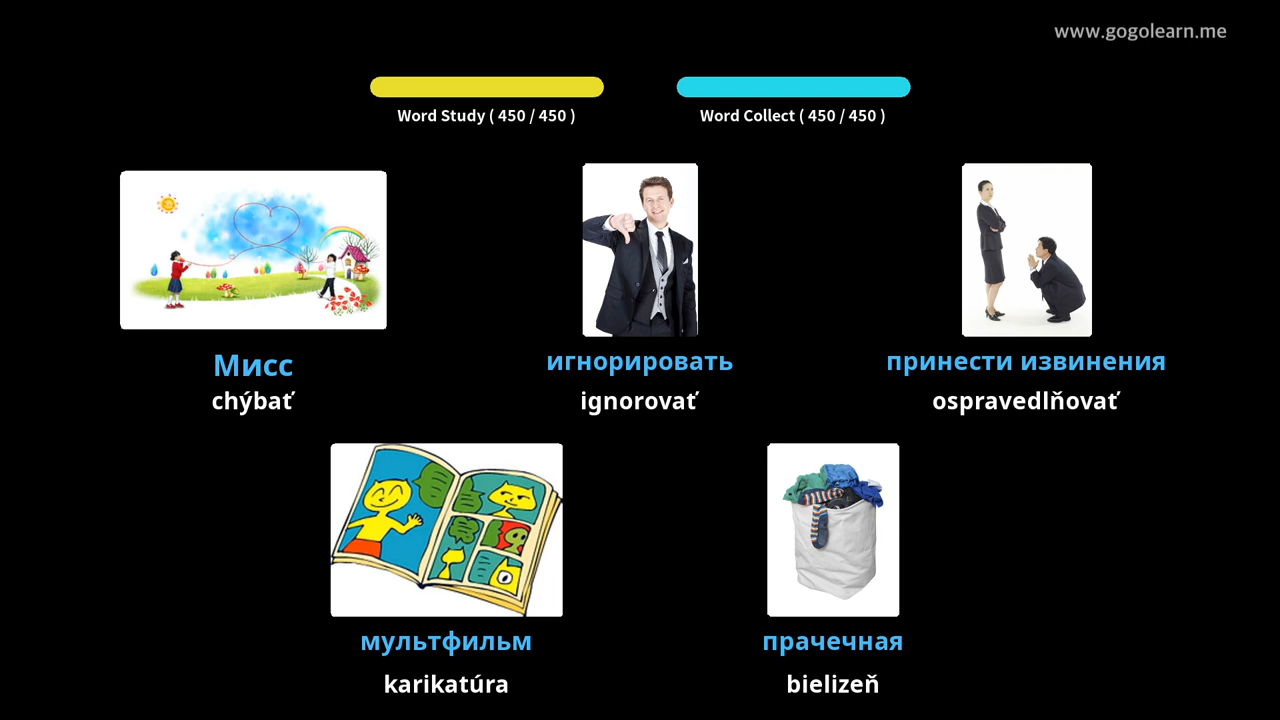 www.gogolearn.me
Word Study ( 450 / 450 )
Word Collect ( 450 / 450 )
Мисс
chýbať
игнорировать
ignorovať
принести извинения
ospravedlňovať
мультфильм
karikatúra
прачечная
bielizeň